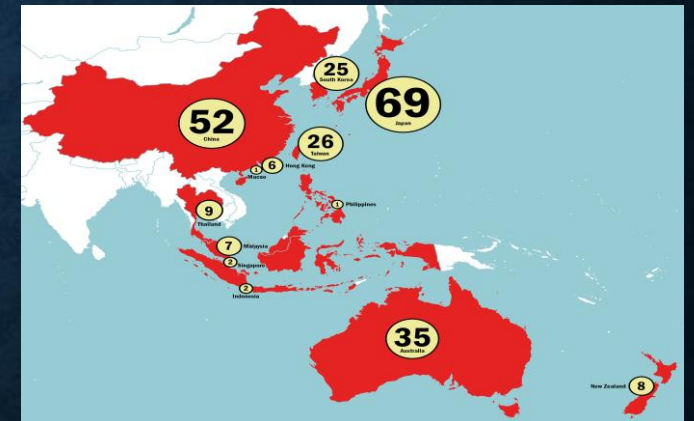 25
South Korea
69
Japan
52
China
26
Taiwan
1
Macao
6
Hong Kong
9
Thailand
1
Philippines
7
Malaysia
2
Singapore
2
Indonesia
35
Australia
New Zealand
8